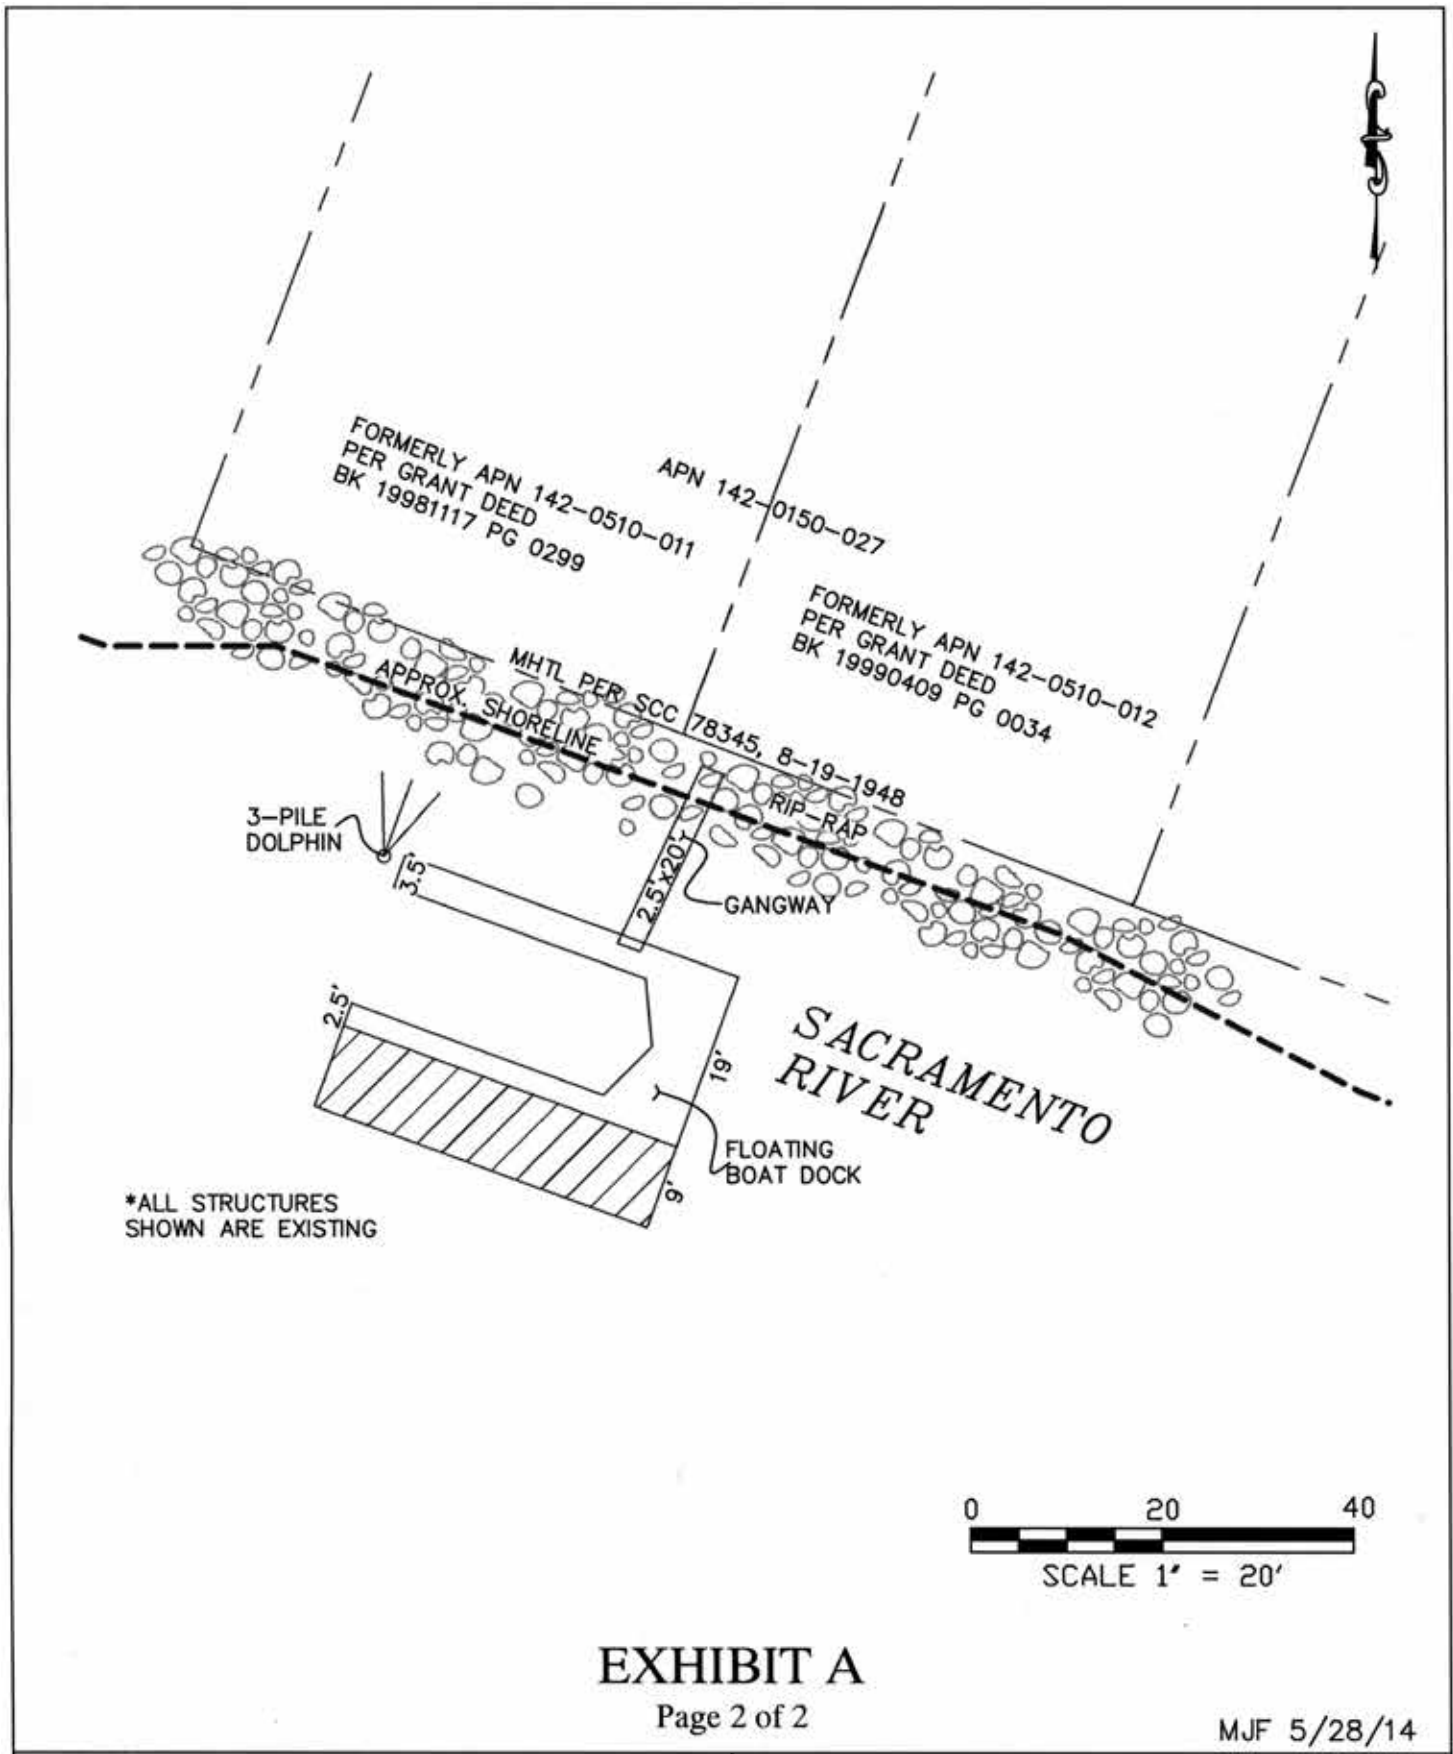 FORMERLY APN 142-0510-011
PER GRANT DEED
BK 19981117 PG 0299
APN 142-0150-027
FORMERLY APN 142-0510-012
PER GRANT DEED
BK 19990409 PG 0034
MHTL PER SCC 78345, 8-19-1948
APPROX. SHORELINE
RIP-RAP
3-PILE
DOLPHIN
3.5'
2.5'x20'
GANGWAY
2.5'
19'
9'
SACRAMENTO
RIVER
FLOATING
BOAT DOCK
*ALL STRUCTURES
SHOWN ARE EXISTING
0 20 40
SCALE 1" = 20'
EXHIBIT A
Page 2 of 2
MJF 5/28/14